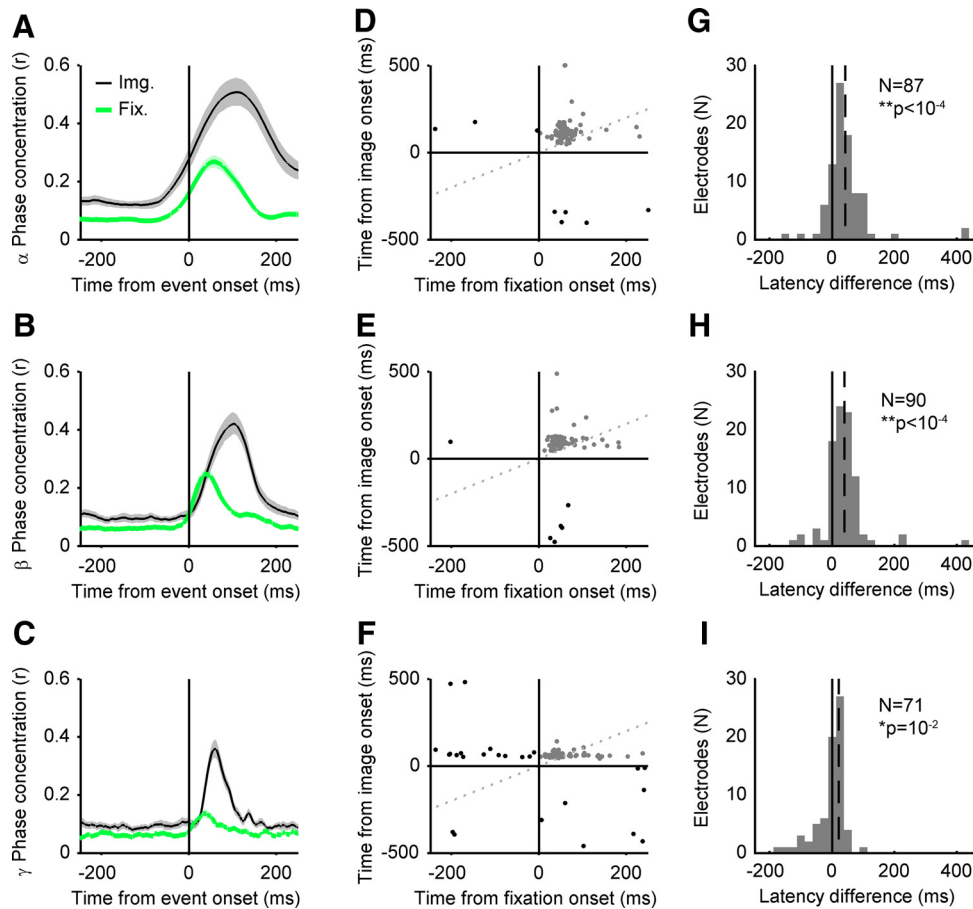 A
D
G
α Phase concentration (r)
0.6
0.4
0.2
0
Img.
Fix.
-200
0
200
Time from event onset (ms)
Time from image onset (ms)
500
0
-500
0
200
Time from fixation onset (ms)
Electrodes (N)
30
20
10
0
N=87
**p<10-4
-200
0
200
400
Latency difference (ms)
B
E
H
β Phase concentration (r)
0.6
0.4
0.2
0
-200
0
200
Time from event onset (ms)
Time from image onset (ms)
500
0
-500
-200
0
200
Time from fixation onset (ms)
Electrodes (N)
30
20
10
0
N=90
**p<10-4
-200
0
200
400
Latency difference (ms)
C
F
I
γ Phase concentration (r)
0.6
0.4
0.2
0
-200
0
200
Time from event onset (ms)
Time from image onset (ms)
500
0
-500
-200
0
200
Time from fixation onset (ms)
Electrodes (N)
30
20
10
0
N=71
*p=10-2
-200
0
200
400
Latency difference (ms)